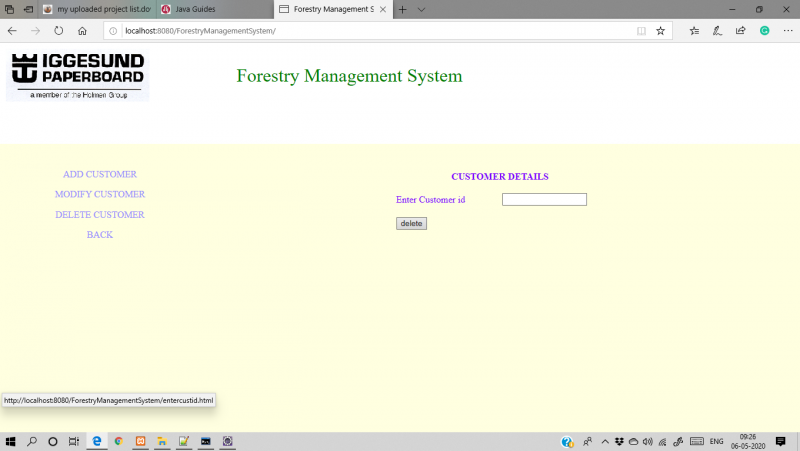 my uploaded project list.do
Java Guides
Forestry Management S
localhost:8080/ForestryManagementSystem/
IGGESUND
PAPERBOARD
a member of the Holmen Group
Forestry Management System
ADD CUSTOMER
MODIFY CUSTOMER
DELETE CUSTOMER
BACK
CUSTOMER DETAILS
Enter Customer id
delete
http://localhost:8080/ForestryManagementSystem/entercustid.html
ENG
09:26
06-05-2020